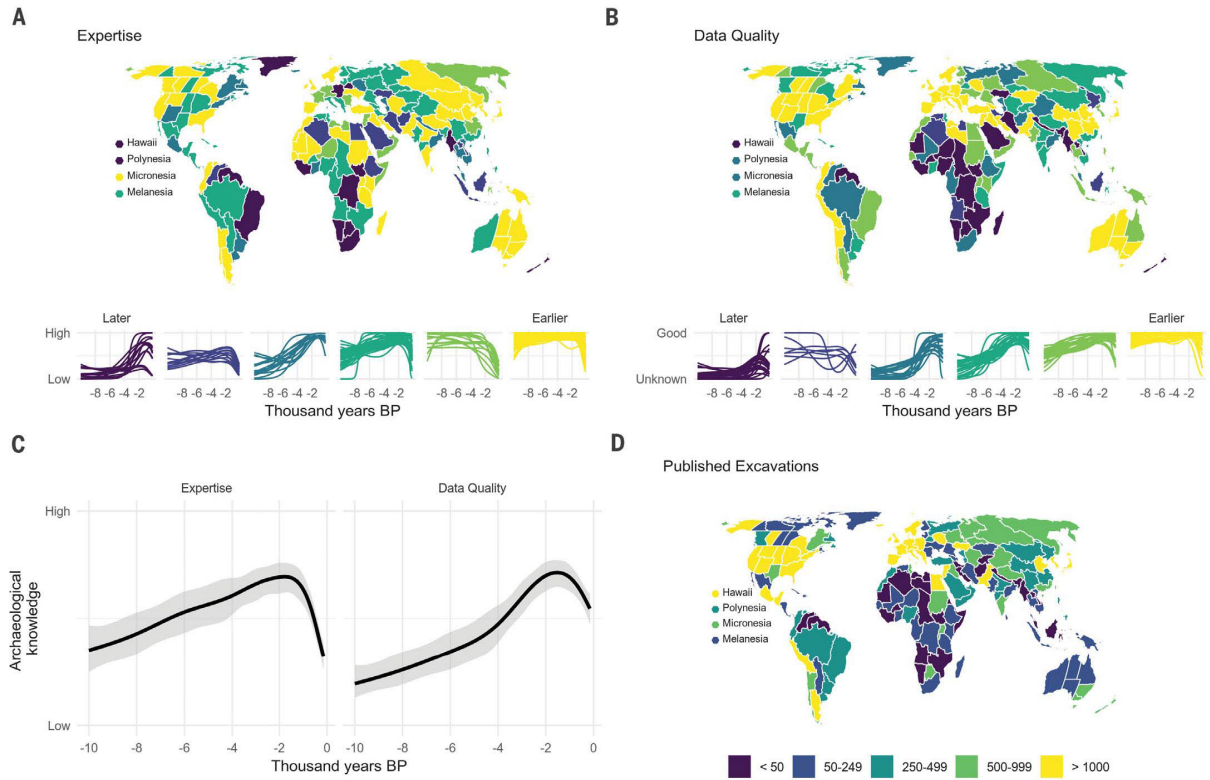 A
Expertise
Hawaii
Polynesia
Micronesia
Melanesia
Later
Earlier
High
Low
-8 -6 -4 -2
-8 -6 -4 -2
-8 -6 -4 -2
-8 -6 -4 -2
-8 -6 -4 -2
-8 -6 -4 -2
Thousand years BP
B
Data Quality
Hawaii
Polynesia
Micronesia
Melanesia
Later
Earlier
Good
Unknown
-8 -6 -4 -2
-8 -6 -4 -2
-8 -6 -4 -2
-8 -6 -4 -2
-8 -6 -4 -2
-8 -6 -4 -2
Thousand years BP
C
Expertise
Data Quality
High
Archaeological
knowledge
Low
-10 -8 -6 -4 -2 0
-10 -8 -6 -4 -2 0
Thousand years BP
D
Published Excavations
Hawaii
Polynesia
Micronesia
Melanesia
< 50 50-249 250-499 500-999 > 1000